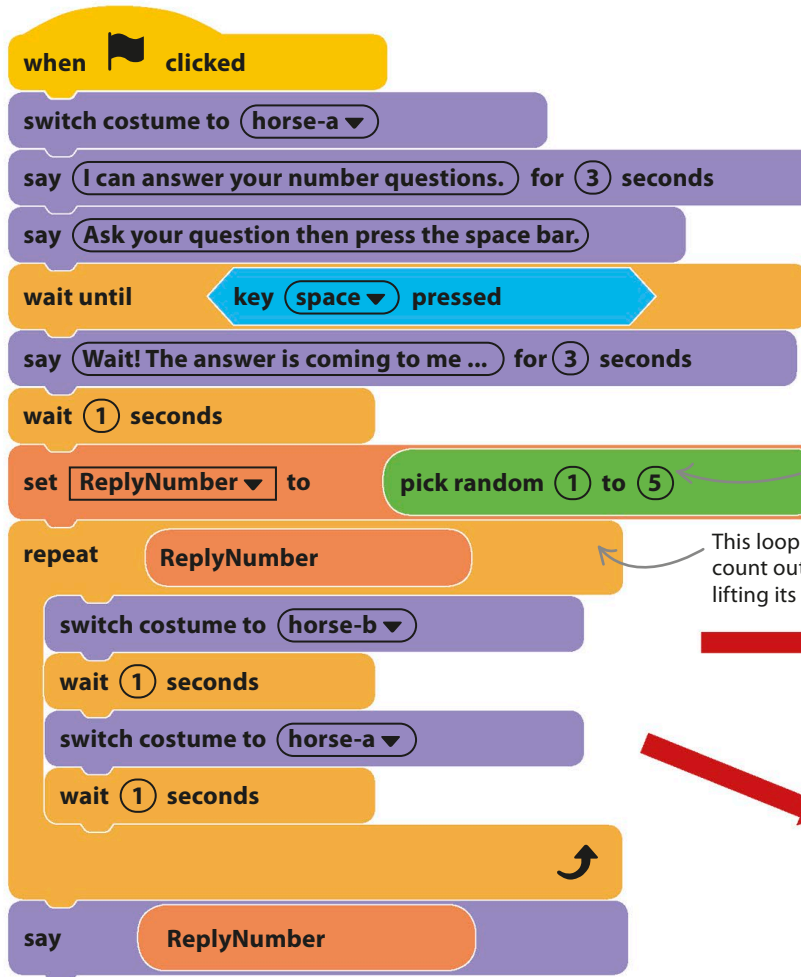 when clicked
switch costume to horse-a
say I can answer your number questions. for 3 seconds
say Ask your question then press the space bar.
wait until key space pressed
say Wait! The answer is coming to me ... for 3 seconds
wait 1 seconds
set ReplyNumber to pick random 1 to 5
repeat ReplyNumber
This loop
count out
lifting its
switch costume to horse-b
wait 1 seconds
switch costume to horse-a
wait 1 seconds
say ReplyNumber